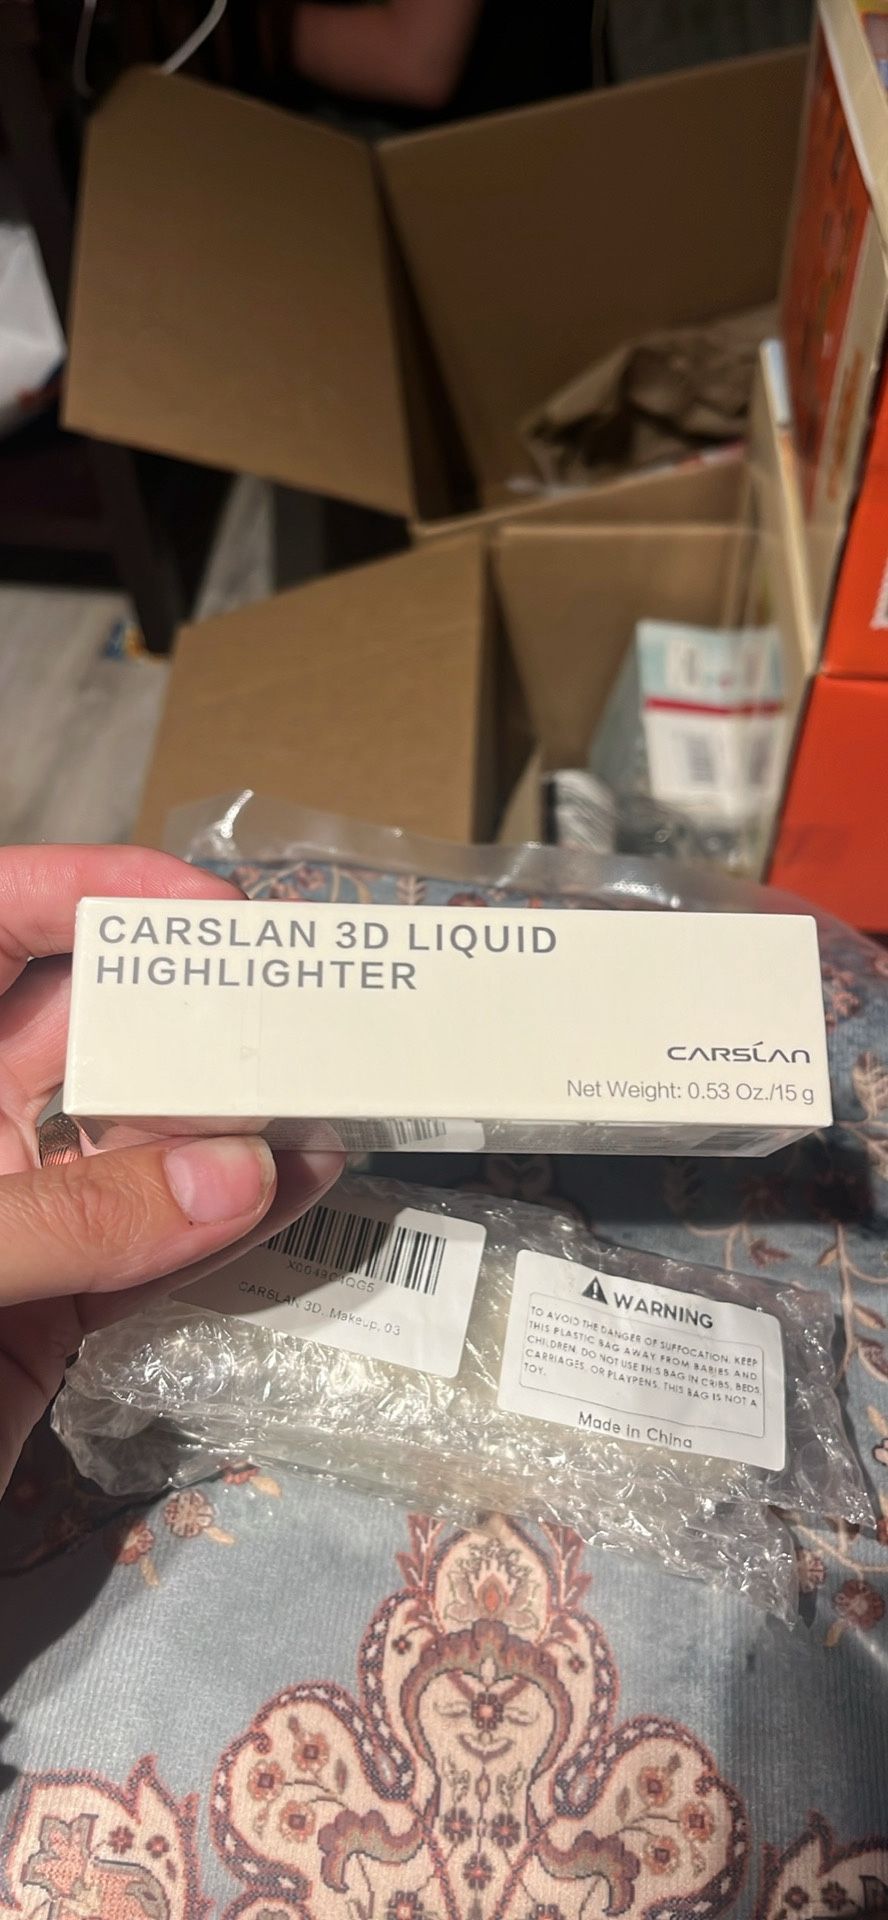 CARSLAN 3D LIQUID
HIGHLIGHTER
CARSLAN
Net Weight: 0.53 Oz./15 g
X0049C4QG5
CARSLAN 3D. Makeup, 03
WARNING
TO AVOID THE DANGER OF SUFFOCATION, KEEP
THIS PLASTIC BAG AWAY FROM BABIES AND
CHILDREN. DO NOT USE THIS BAG IN CRIBS, BEDS,
CARRIAGES, OR PLAYPENS. THIS BAG IS NOT A
TOY.
Made in China